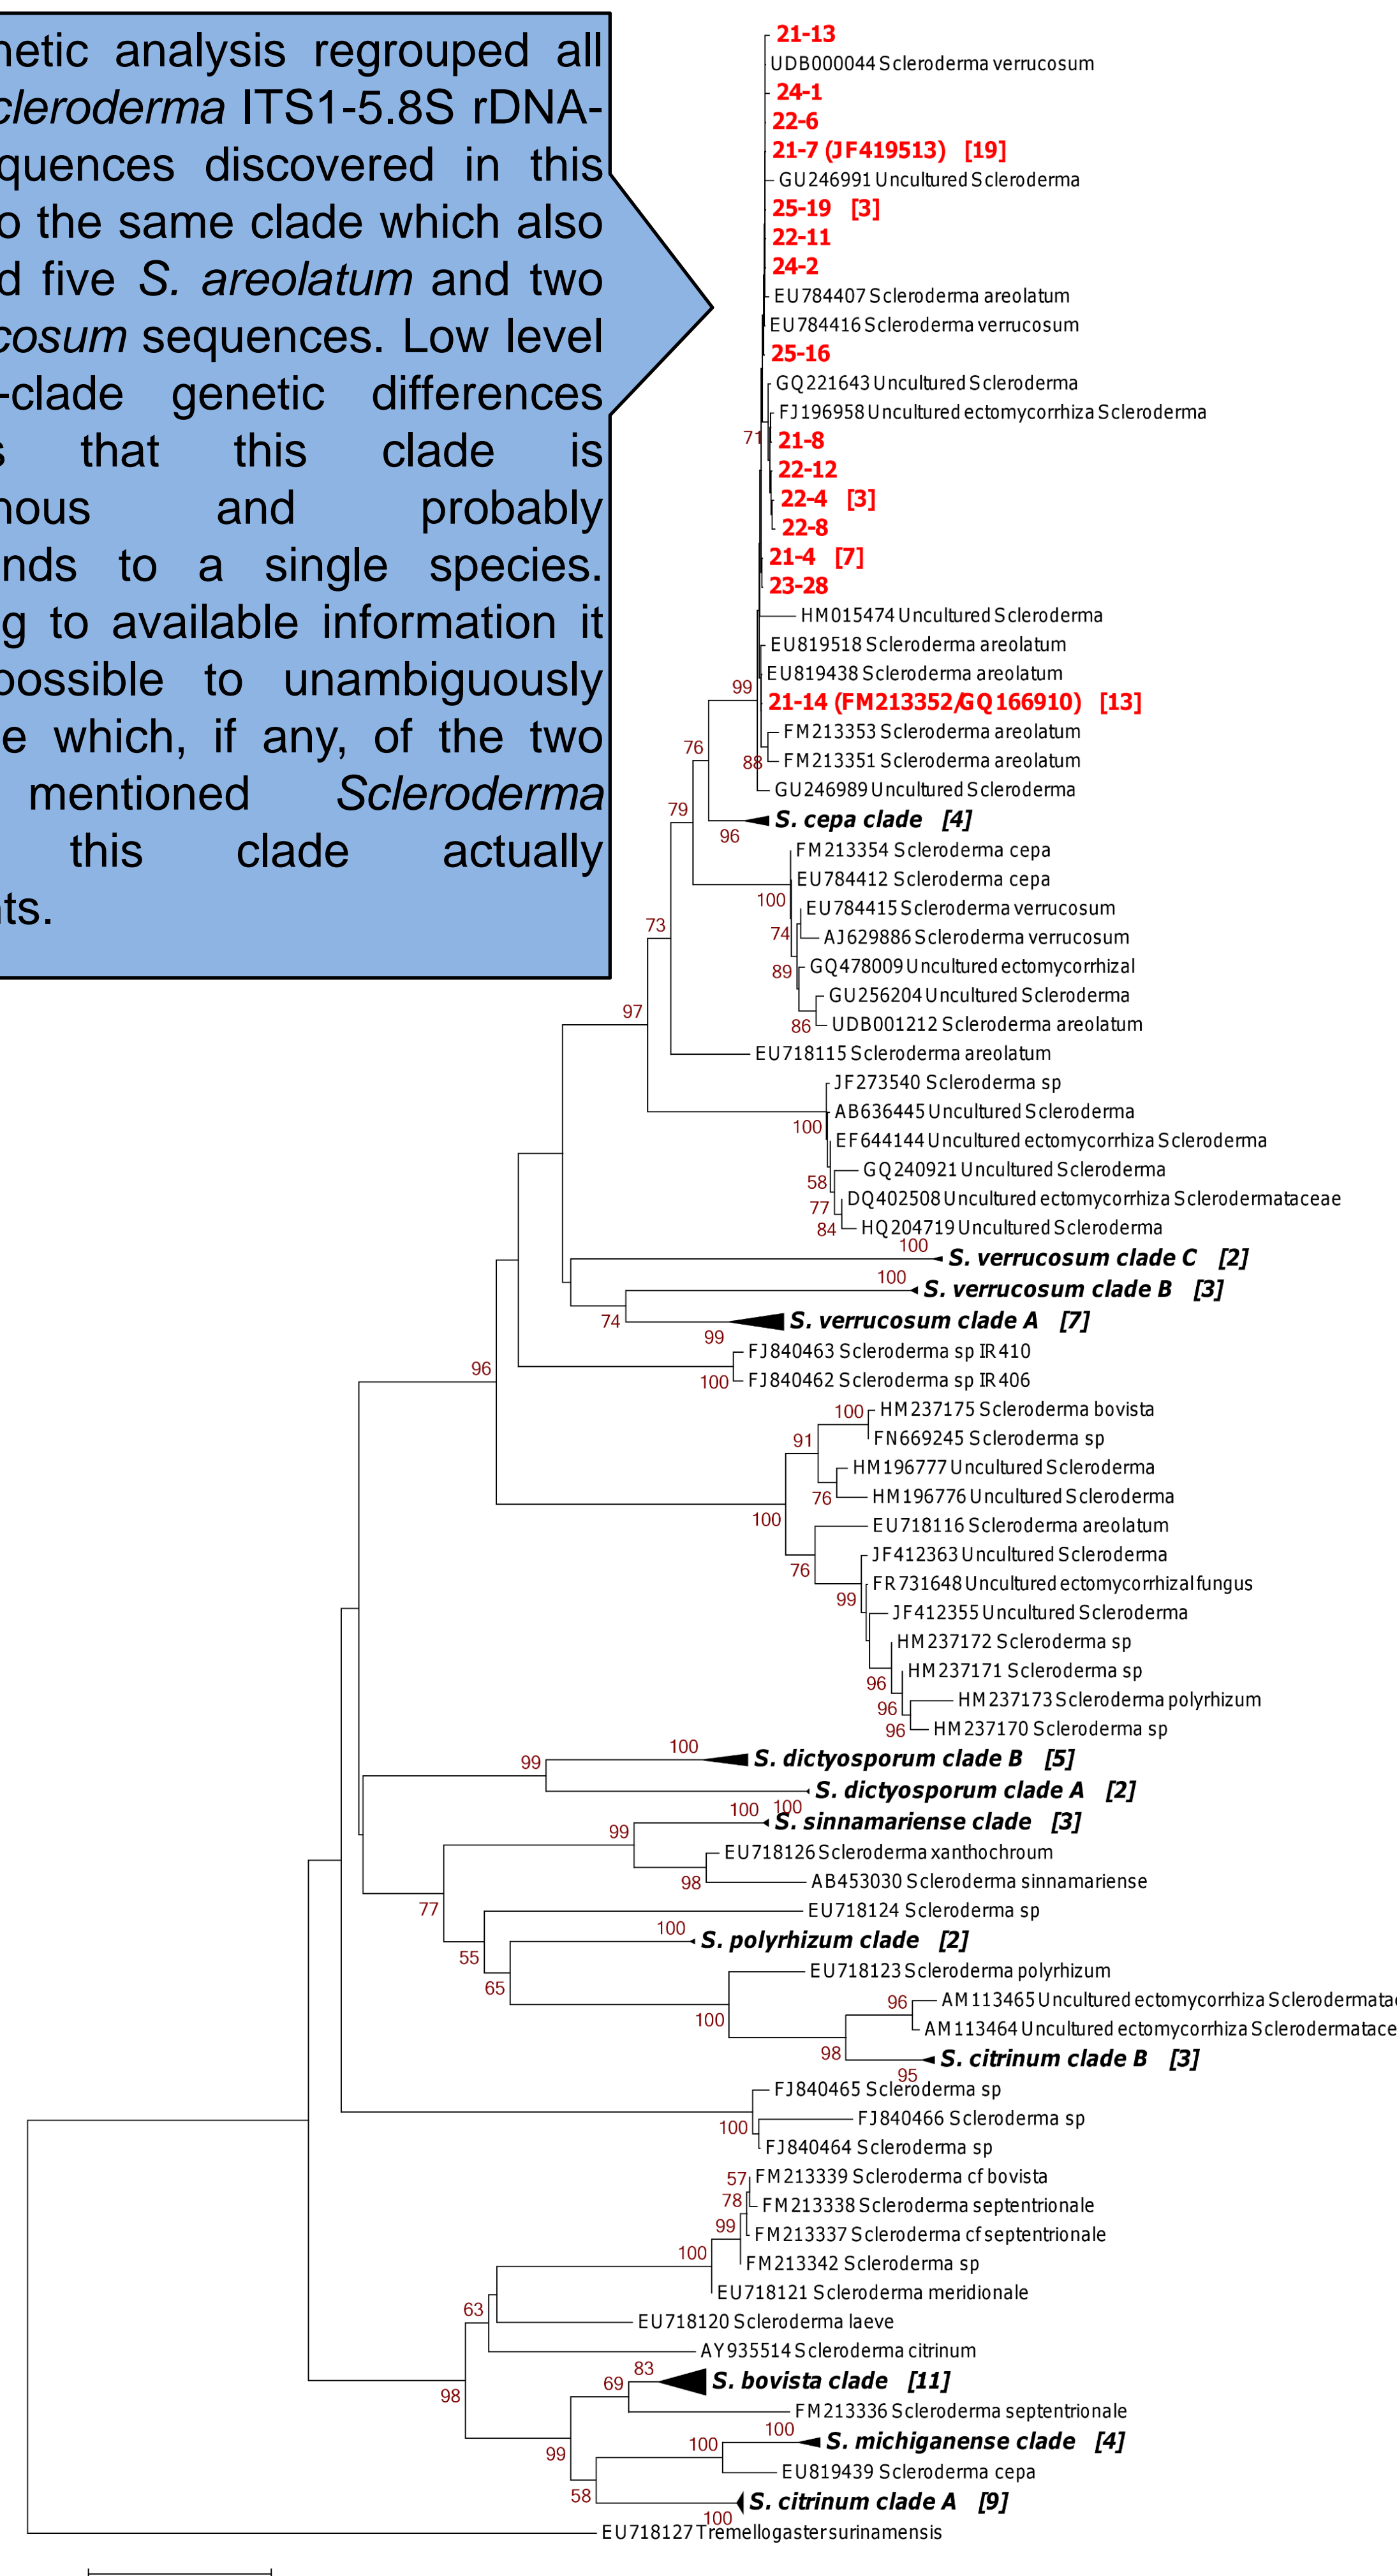 netic analysis regrouped all
cleroderma ITS1-5.8S rDNA-
quences discovered in this
o the same clade which also
d five S. areolatum and two
cosum sequences. Low level
-clade genetic differences
s that this clade is
nous and probably
nds to a single species.
g to available information it
possible to unambiguously
e which, if any, of the two
mentioned Scleroderma
this clade actually
nts.
21-13
UDB000044 Scleroderma verrucosum
24-1
22-6
21-7 (JF419513) [19]
GU246991 Uncultured Scleroderma
25-19 [3]
22-11
24-2
EU784407 Scleroderma areolatum
EU784416 Scleroderma verrucosum
25-16
GQ221643 Uncultured Scleroderma
FJ196958 Uncultured ectomycorrhiza Scleroderma
71
21-8
22-12
22-4 [3]
22-8
21-4 [7]
23-28
HM015474 Uncultured Scleroderma
EU819518 Scleroderma areolatum
EU819438 Scleroderma areolatum
99
21-14 (FM213352/GQ166910) [13]
FM213353 Scleroderma areolatum
76
88
FM213351 Scleroderma areolatum
GU246989 Uncultured Scleroderma
79
S. cepa clade [4]
96
FM213354 Scleroderma cepa
EU784412 Scleroderma cepa
100
EU784415 Scleroderma verrucosum
73
74
AJ629886 Scleroderma verrucosum
89
GQ478009 Uncultured ectomycorrhizal
GU256204 Uncultured Scleroderma
97
86
UDB001212 Scleroderma areolatum
EU718115 Scleroderma areolatum
JF273540 Scleroderma sp
AB636445 Uncultured Scleroderma
100
EF644144 Uncultured ectomycorrhiza Scleroderma
GQ240921 Uncultured Scleroderma
58
DQ402508 Uncultured ectomycorrhiza Sclerodermataceae
77
84
HQ204719 Uncultured Scleroderma
100
S. verrucosum clade C [2]
100
S. verrucosum clade B [3]
74
S. verrucosum clade A [7]
99
FJ840463 Scleroderma sp IR410
96
100
FJ840462 Scleroderma sp IR406
100
HM237175 Scleroderma bovista
91
FN669245 Scleroderma sp
HM196777 Uncultured Scleroderma
76
HM196776 Uncultured Scleroderma
100
EU718116 Scleroderma areolatum
JF412363 Uncultured Scleroderma
76
FR731648 Uncultured ectomycorrhizal fungus
99
JF412355 Uncultured Scleroderma
HM237172 Scleroderma sp
HM237171 Scleroderma sp
96
HM237173 Scleroderma polyrhizum
96
96
HM237170 Scleroderma sp
100
99
S. dictyosporum clade B [5]
S. dictyosporum clade A [2]
100
100
S. sinnamariense clade [3]
99
EU718126 Scleroderma xanthochroum
98
AB453030 Scleroderma sinnamariense
77
EU718124 Scleroderma sp
100
S. polyrhizum clade [2]
55
65
EU718123 Scleroderma polyrhizum
96
AM113465 Uncultured ectomycorrhiza Sclerodermatac
100
AM113464 Uncultured ectomycorrhiza Sclerodermatace
98
S. citrinum clade B [3]
95
FJ840465 Scleroderma sp
100
FJ840466 Scleroderma sp
FJ840464 Scleroderma sp
57
FM213339 Scleroderma cf bovista
78
FM213338 Scleroderma septentrionale
99
FM213337 Scleroderma cf septentrionale
100
FM213342 Scleroderma sp
EU718121 Scleroderma meridionale
63
EU718120 Scleroderma laeve
AY935514 Scleroderma citrinum
83
69
S. bovista clade [11]
98
FM213336 Scleroderma septentrionale
100
S. michiganense clade [4]
100
99
EU819439 Scleroderma cepa
58
S. citrinum clade A [9]
100
EU718127 Tremellogaster surinamensis